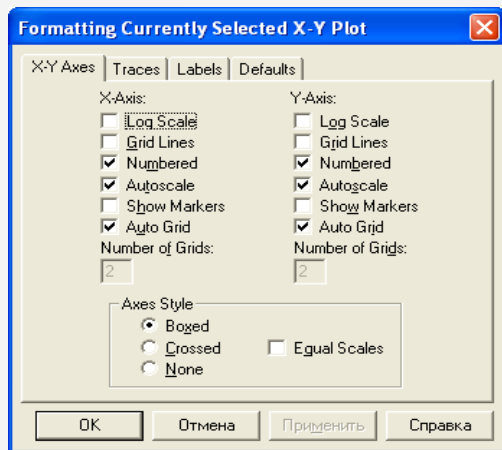 Formatting Currently Selected X-Y Plot
X-Y Axes Traces Labels Defaults
X-Axis: Y-Axis:
Log Scale Log Scale
Grid Lines Grid Lines
Numbered Numbered
Autoscale Autoscale
Show Markers Show Markers
Auto Grid Auto Grid
Number of Grids: Number of Grids:
2 2
Axes Style
Boxed
Crossed Equal Scales
None
OK Отмена Применить Справка